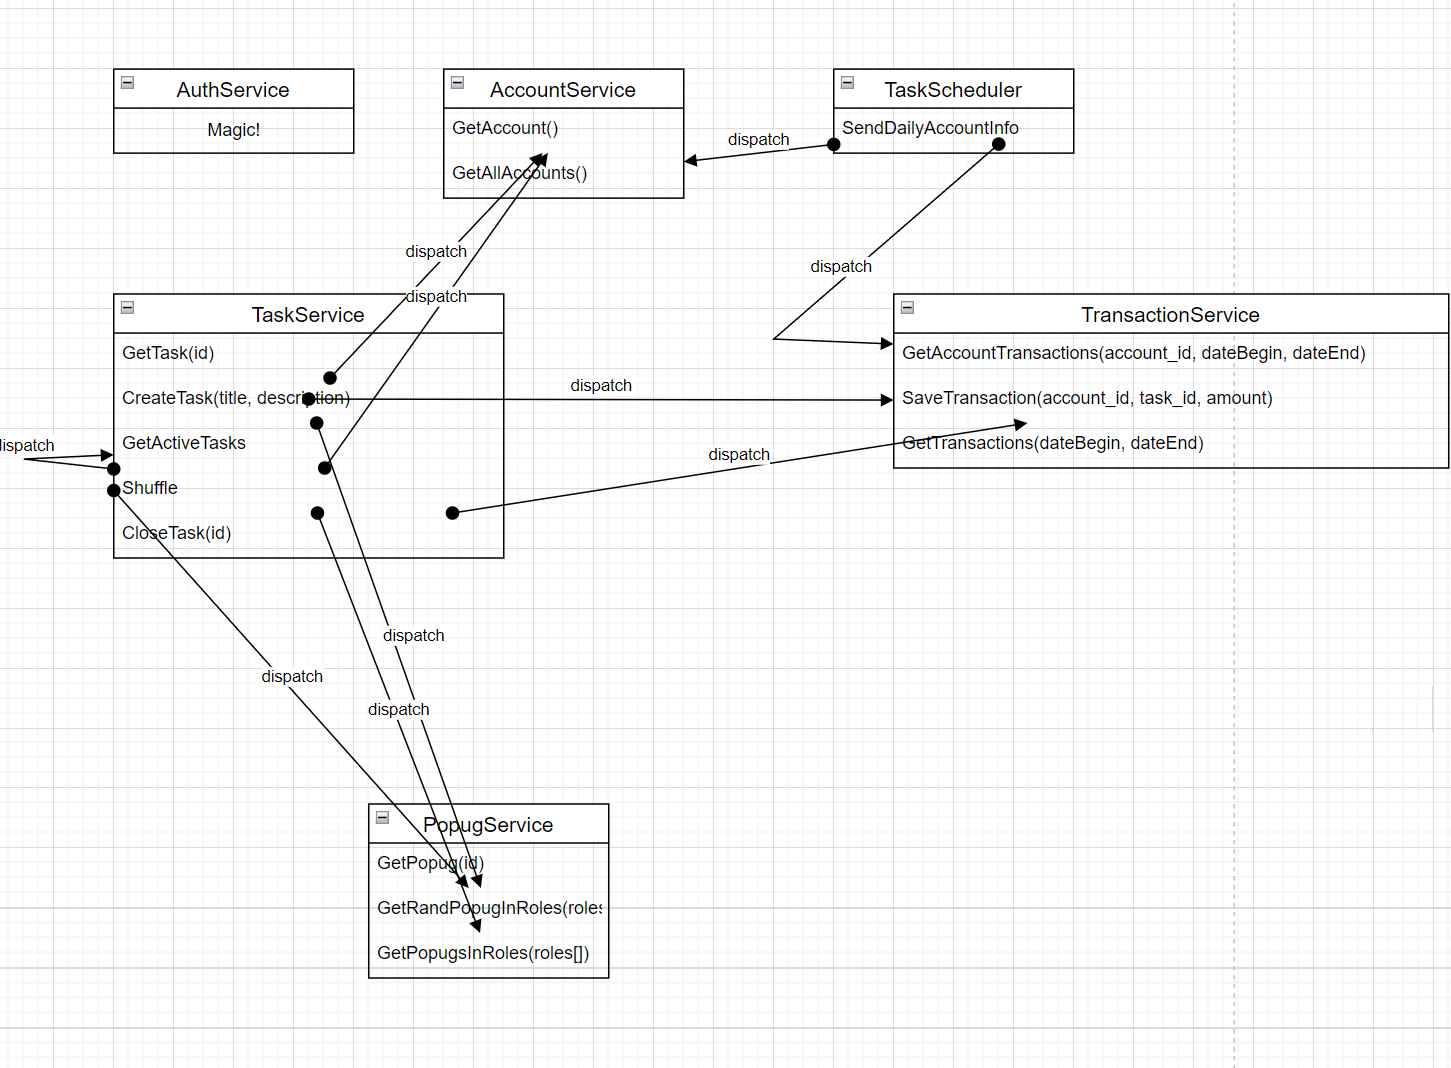 AuthService
Magic!
AccountService
GetAccount()
GetAllAccounts()
TaskScheduler
SendDailyAccountInfo
dispatch
dispatch
dispatch
dispatch
TaskService
GetTask(id)
CreateTask(title, description)
GetActiveTasks
Shuffle
CloseTask(id)
dispatch
dispatch
TransactionService
GetAccountTransactions(account_id, dateBegin, dateEnd)
SaveTransaction(account_id, task_id, amount)
GetTransactions(dateBegin, dateEnd)
dispatch
dispatch
dispatch
dispatch
PopugService
GetPopug(id)
GetRandPopugInRoles(roles
GetPopugsInRoles(roles[])